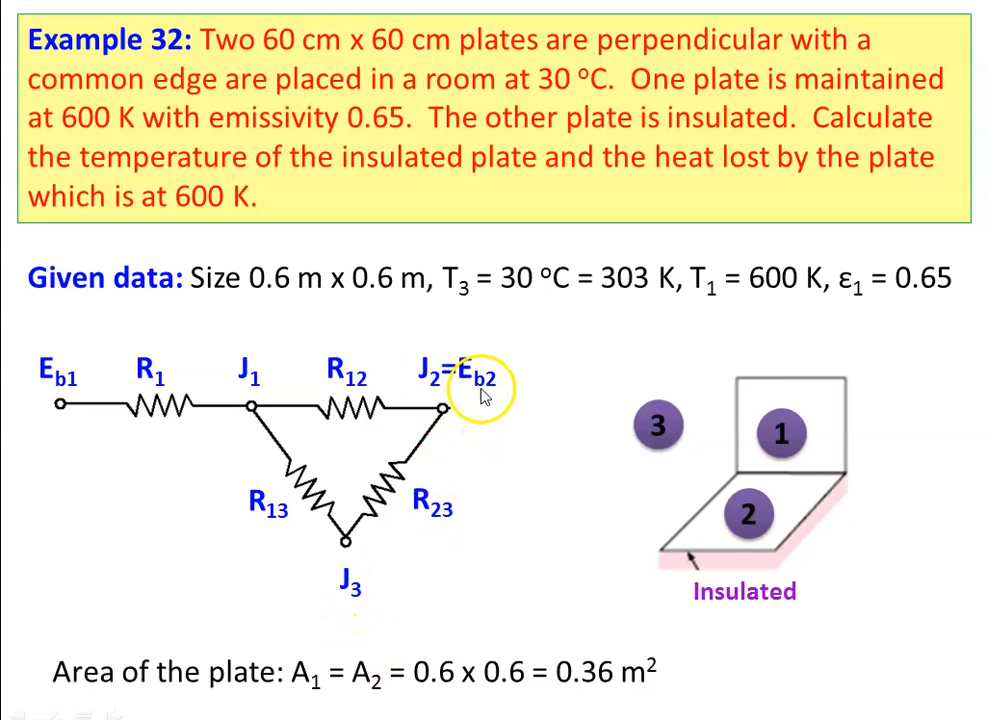 Example 32: Two 60 cm x 60 cm plates are perpendicular with a
common edge are placed in a room at 30 ºC. One plate is maintained
at 600 K with emissivity 0.65. The other plate is insulated. Calculate
the temperature of the insulated plate and the heat lost by the plate
which is at 600 K.
Given data: Size 0.6 m x 0.6 m, T₃ = 30 ºC = 303 K, T₁ = 600 K, ε₁ = 0.65
E_b1 R₁ J₁ R₁₂ J₂=E_b2
3
1
R₁₃ R₂₃
2
J₃
Insulated
Area of the plate: A₁ = A₂ = 0.6 x 0.6 = 0.36 m²